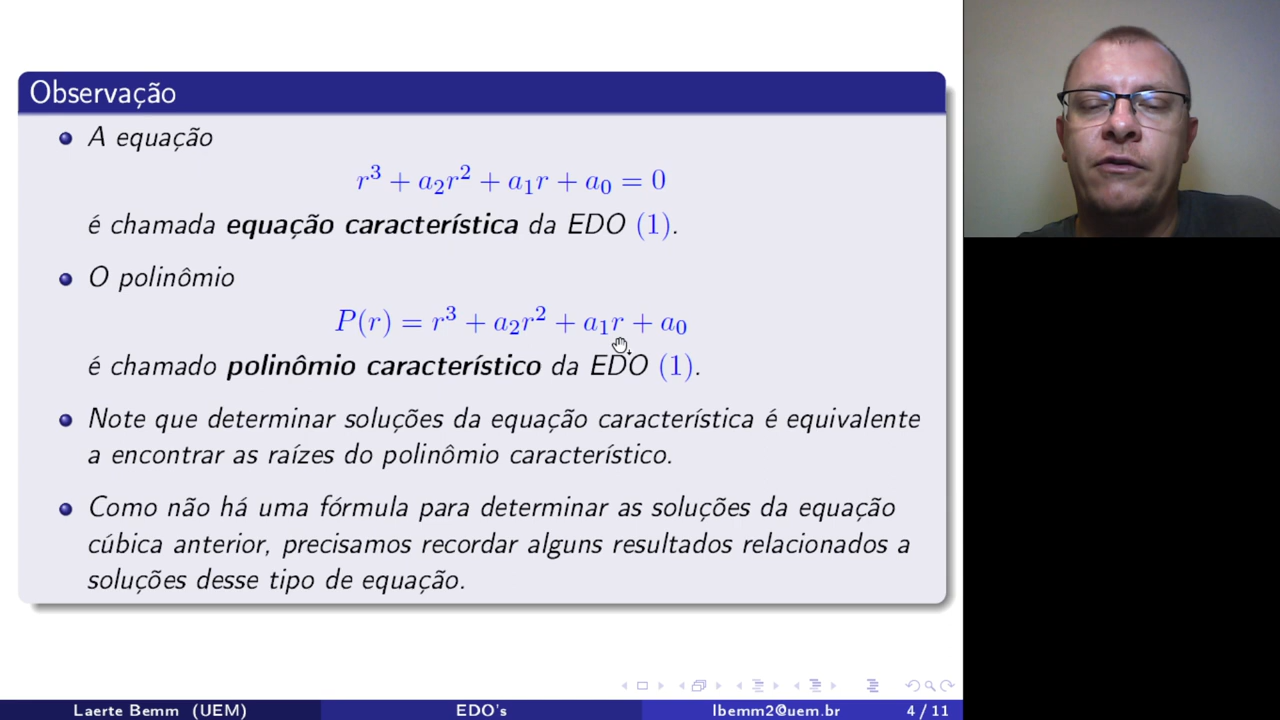 Observação
A equação
r³ + a₂r² + a₁r + a₀ = 0
é chamada equação característica da EDO (1).
O polinômio
P(r) = r³ + a₂r² + a₁r + a₀
é chamado polinômio característico da EDO (1).
Note que determinar soluções da equação característica é equivalente
a encontrar as raízes do polinômio característico.
Como não há uma fórmula para determinar as soluções da equação
cúbica anterior, precisamos recordar alguns resultados relacionados a
soluções desse tipo de equação.
Laerte Bemm (UEM) EDO's lbemm2@uem.br 4 / 11